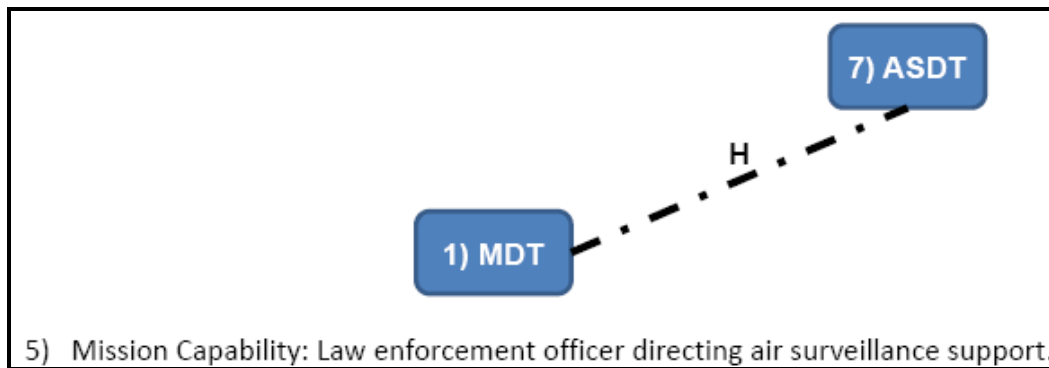 7) ASDT
H
1) MDT
5) Mission Capability: Law enforcement officer directing air surveillance support.